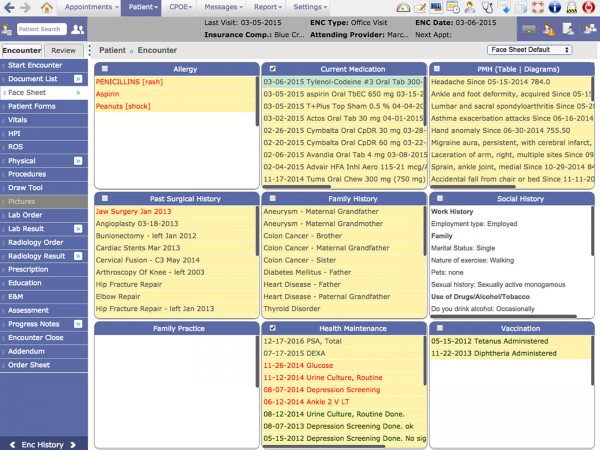 Appointments Patient CPOE Messages Report Settings
Patient Search
Last Visit: 03-05-2015 ENC Type: Office Visit ENC Date: 03-06-2015
Insurance Comp.: Blue Cr... Attending Provider: Marc... Next Appt:
Encounter Review
Patient » Encounter
Face Sheet Default
Start Encounter
Document List
Face Sheet
Patient Forms
Vitals
HPI
ROS
Physical
Procedures
Draw Tool
Pictures
Lab Order
Lab Result
Radiology Order
Radiology Result
Prescription
Education
E&M
Assessment
Progress Notes
Encounter Close
Addendum
Order Sheet
Enc History
Allergy
PENICILLINS [rash]
Aspirin
Peanuts [shock]
Current Medication
03-06-2015 Tylenol-Codeine #3 Oral Tab 300-
03-05-2015 aspirin Oral TbEC 650 mg 03-15-2
03-05-2015 T+Plus Top Sham 0.5 % 04-04-20
03-02-2015 Actos Oral Tab 30 mg 04-01-2015
02-26-2015 Cymbalta Oral CpDR 30 mg 03-28-
02-20-2015 Cymbalta Oral CpDR 60 mg 03-22-
02-06-2015 Avandia Oral Tab 4 mg 03-08-2015
02-04-2015 Advair HFA Inhl Aero 115-21 mcg/A
11-17-2014 Tums Oral Chew 300 mg (750 mg)
PMH (Table | Diagrams)
Headache Since 05-15-2014 784.0
Ankle and foot deformity, acquired Since 05-15
Lumbar and sacral spondyloarthritis Since 05-
Asthma exacerbation attacks Since 06-16-2014
Hand anomaly Since 06-30-2014 755.50
Migraine aura, persistent, with cerebral infarct,
Laceration of arm, right, multiple sites Since 09
Sprain, ankle joint, medial Since 10-29-2014 84
Accidental fall from chair or bed Since 11-11-20
Past Surgical History
Jaw Surgery Jan 2013
Angioplasty 03-18-2013
Bunionectomy - left Jan 2012
Cardiac Stents Mar 2013
Cervical Fusion - C3 May 2014
Arthroscopy Of Knee - left 2003
Hip Fracture Repair
Elbow Repair
Hip Fracture Repair - left Jan 2013
Family History
Aneurysm - Maternal Grandfather
Aneurysm - Maternal Grandmother
Colon Cancer - Brother
Colon Cancer - Maternal Grandfather
Colon Cancer - Sister
Diabetes Mellitus - Father
Heart Disease - Father
Heart Disease - Paternal Grandfather
Thyroid Disorder
Social History
Work History
Employment type: Employed
Family
Marital Status: Single
Nature of exercise: Walking
Pets: none
Sexual history: Sexually active monogamous
Use of Drugs/Alcohol/Tobacco
Do you drink alcohol: Occasionally
Family Practice
Health Maintenance
12-17-2016 PSA, Total
07-17-2015 DEXA
11-26-2014 Glucose
11-12-2014 Urine Culture, Routine
08-07-2014 Depression Screening
06-12-2014 Ankle 2 V LT
08-12-2014 Urine Culture, Routine Done.
08-07-2013 Depression Screening Done. ok
05-15-2012 Depression Screening Done. No sig
Vaccination
05-15-2012 Tetanus Administered
11-22-2013 Diphtheria Administered